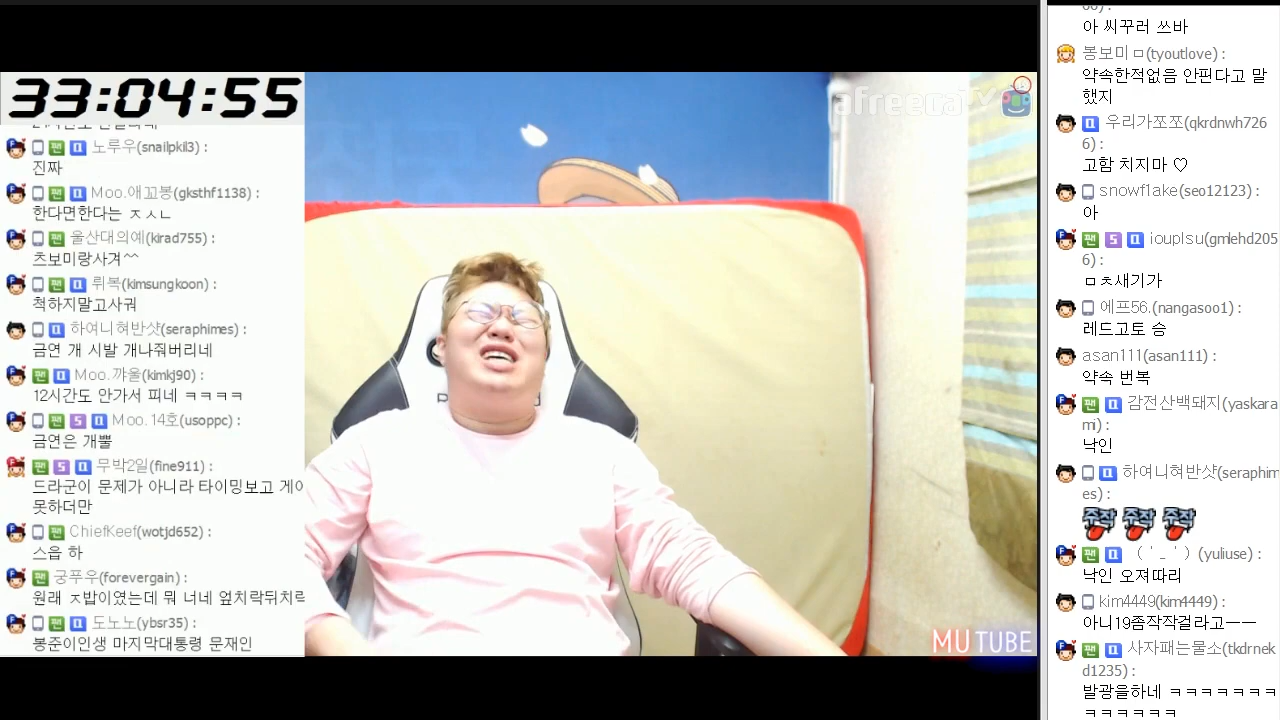 33:04:55
노루우(snailpkil3) :
진짜
Moo.애꼬봉(gksthf1138) :
한다면한다는 ㅈㅅㄴ
울산대의예(kirad755) :
츠보미랑사겨^^
뤼복(kimsungkoon) :
척하지말고사귀
하여니혀반샷(seraphimes) :
금연 개 시발 개나줘버리네
Moo.꺄울(kimkj90) :
12시간도 안가서 피네 ㅋㅋㅋㅋ
Moo.14호(usoppc) :
금연은 개뿔
무박2일(fine911) :
드라군이 문제가 아니라 타이밍보고 게이
못하더만
ChiefKeef(wotjd652) :
스읍 하
궁푸우(forevergain) :
원래 ㅈ밥이였는데 뭐 너네 엎치락뒤치락
도노노(ybsr35) :
봉준이인생 마지막대통령 문재인
afreecaTV
MUTUBE
아 씨꾸러 쓰바
봉보미ㅁ(tyoutlove) :
약속한적없음 안핀다고 말
했지
우리가쪼쪼(qkrdnwh726
6) :
고함 치지마 ♡
snowf1ake(seo12123) :
아
iouplsu(gmlehd205
6) :
ㅁㅊ새기가
에프56.(nangasoo1) :
레드고토 승
asan111(asan111) :
약속 번복
감전산백돼지(yaskara
mi) :
낙인
하여니혀반샷(seraphim
es) :
주작 주작 주작
( ' _ ' ) (yuliuse) :
낙인 오져따리
kim4449(kim4449) :
아니19좀작작걸라고ㅡㅡ
사자패는물소(tkdrnek
d1235) :
발광을하네 ㅋㅋㅋㅋㅋㅋㅋ
ㅋㅋㅋㅋㅋㅋ